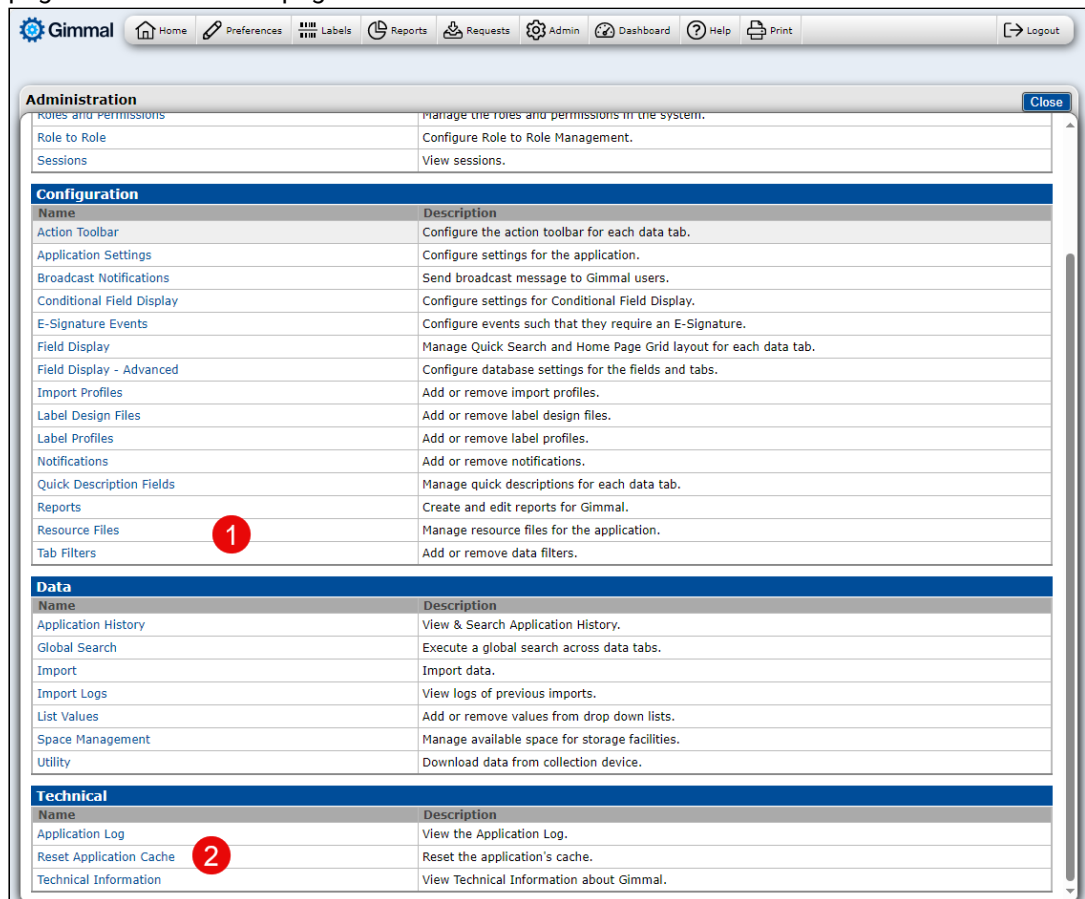 Gimmal Home Preferences Labels Reports Requests Admin Dashboard Help Print Logout
Administration Close
Roles and Permissions Manage the roles and permissions in the system.
Role to Role Configure Role to Role Management.
Sessions View sessions.
Configuration
Name Description
Action Toolbar Configure the action toolbar for each data tab.
Application Settings Configure settings for the application.
Broadcast Notifications Send broadcast message to Gimmal users.
Conditional Field Display Configure settings for Conditional Field Display.
E-Signature Events Configure events such that they require an E-Signature.
Field Display Manage Quick Search and Home Page Grid layout for each data tab.
Field Display - Advanced Configure database settings for the fields and tabs.
Import Profiles Add or remove import profiles.
Label Design Files Add or remove label design files.
Label Profiles Add or remove label profiles.
Notifications Add or remove notifications.
Quick Description Fields Manage quick descriptions for each data tab.
Reports Create and edit reports for Gimmal.
Resource Files 1 Manage resource files for the application.
Tab Filters Add or remove data filters.
Data
Name Description
Application History View & Search Application History.
Global Search Execute a global search across data tabs.
Import Import data.
Import Logs View logs of previous imports.
List Values Add or remove values from drop down lists.
Space Management Manage available space for storage facilities.
Utility Download data from collection device.
Technical
Name Description
Application Log View the Application Log.
Reset Application Cache 2 Reset the application's cache.
Technical Information View Technical Information about Gimmal.